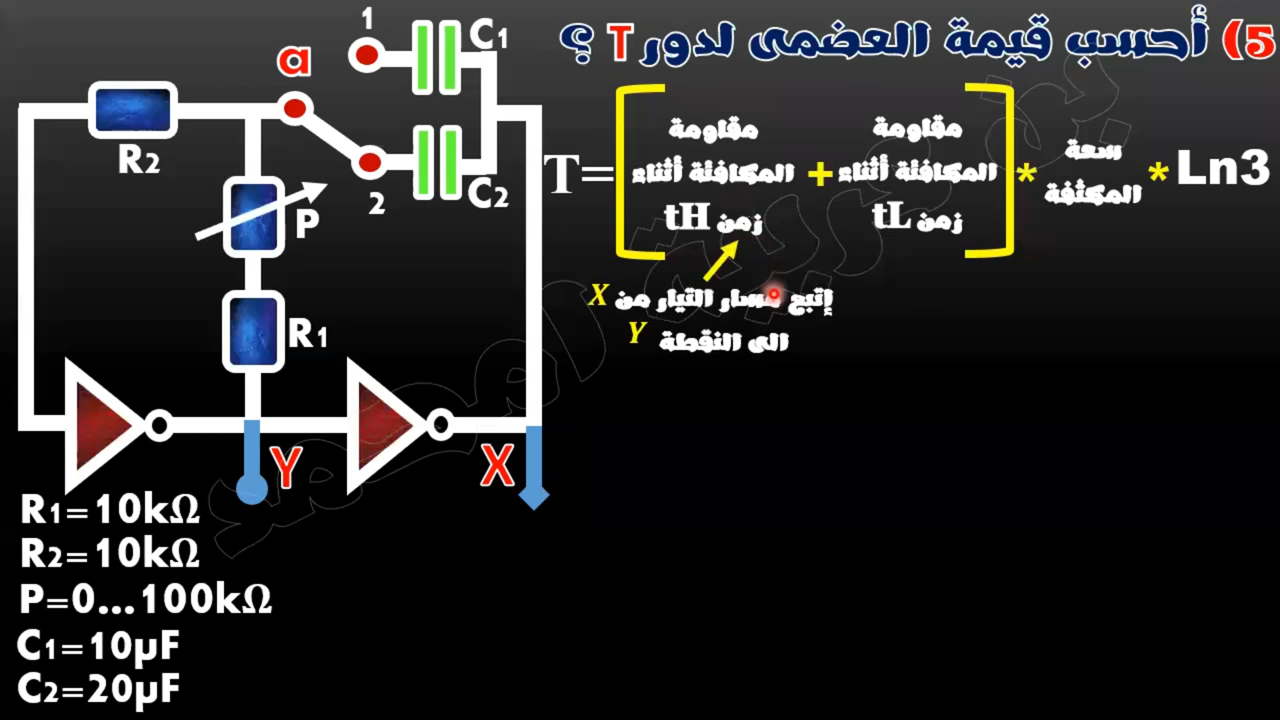 5) أحسب قيمة العضمى لدور T ؟
T= [ مقاومة المكافئة أثناء زمن tH + مقاومة المكافئة أثناء زمن tL ] * سعة المكثفة * Ln3
إتبع مسار التيار من X
الى النقطة Y
1
C1
a
R2
2
C2
P
R1
Y
X
R1=10kΩ
R2=10kΩ
P=0...100kΩ
C1=10µF
C2=20µF